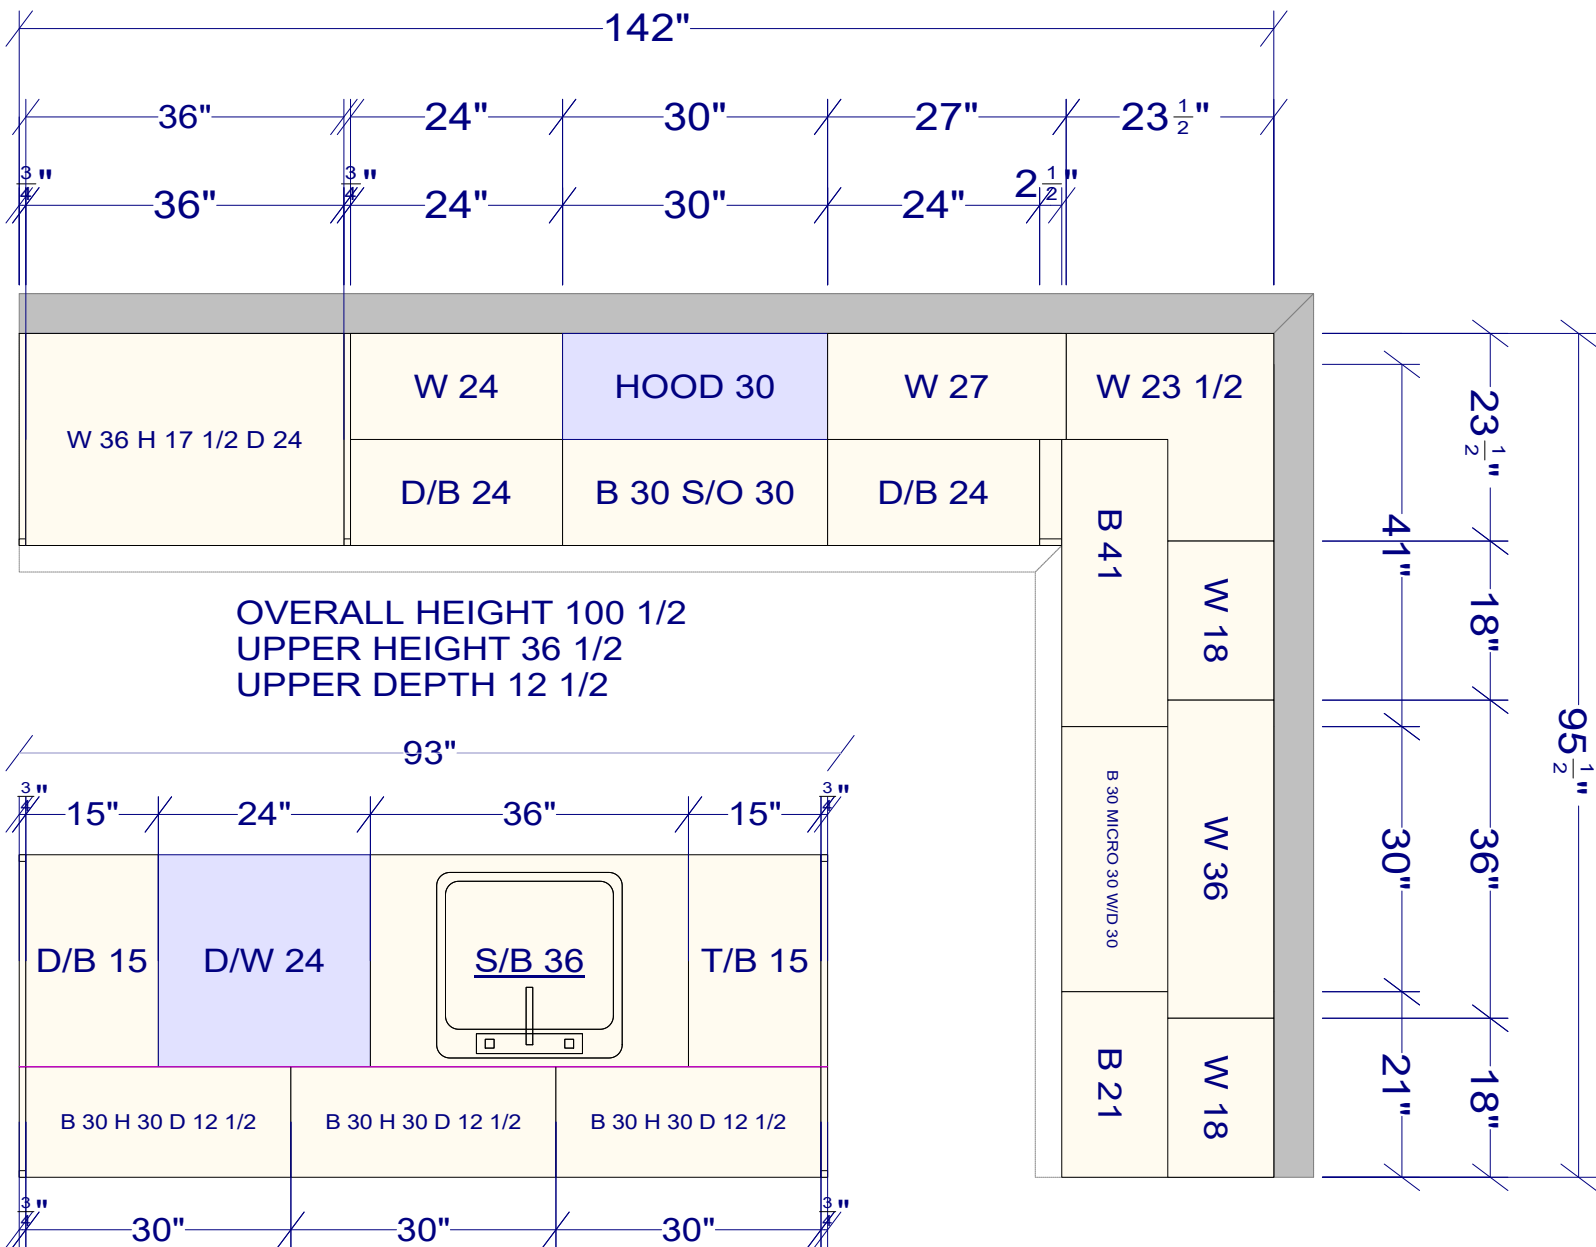 142"
36" 24" 30" 27" 23 1/2"
3/4" 36" 3/4" 24" 30" 24" 2 1/2"
W 36 H 17 1/2 D 24
W 24
HOOD 30
W 27
W 23 1/2
D/B 24
B 30 S/O 30
D/B 24
B 41
W 18
B 30 MICRO 30 W/D 30
W 36
B 21
W 18
41"
30"
21"
23 1/2"
18"
36"
18"
95 1/2"
OVERALL HEIGHT 100 1/2
UPPER HEIGHT 36 1/2
UPPER DEPTH 12 1/2
93"
3/4" 15" 24" 36" 15" 3/4"
D/B 15
D/W 24
S/B 36
T/B 15
B 30 H 30 D 12 1/2
B 30 H 30 D 12 1/2
B 30 H 30 D 12 1/2
3/4" 30" 30" 30" 3/4"